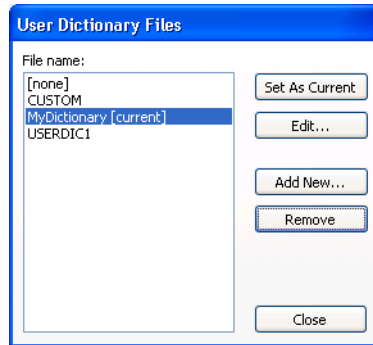 User Dictionary Files
File name:
[none]
CUSTOM
MyDictionary [current]
USERDIC1
Set As Current
Edit...
Add New...
Remove
Close